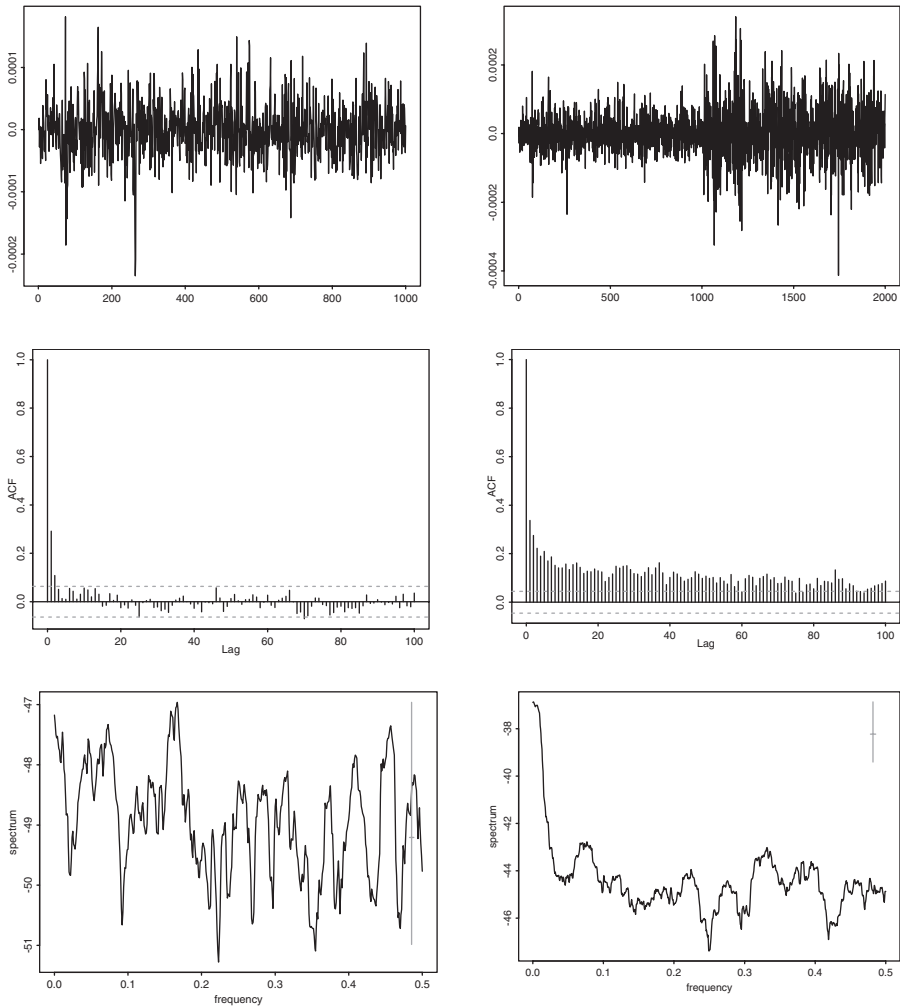 0.0001
0.0
-0.0001
-0.0002
0 200 400 600 800 1000
0.0002
0.0
-0.0002
-0.0004
0 500 1000 1500 2000
1.0
0.8
0.6
0.4
0.2
0.0
ACF
0 20 40 60 80 100
Lag
1.0
0.8
0.6
0.4
0.2
0.0
ACF
0 20 40 60 80 100
Lag
-47
-48
-49
-50
-51
spectrum
0.0 0.1 0.2 0.3 0.4 0.5
frequency
-38
-40
-42
-44
-46
spectrum
0.0 0.1 0.2 0.3 0.4 0.5
frequency